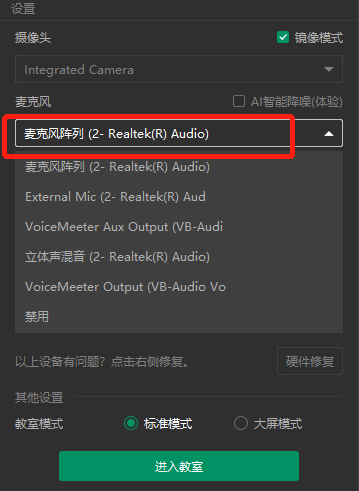 设置
摄像头
镜像模式
Integrated Camera
麦克风
AI智能降噪(体验)
麦克风阵列 (2- Realtek(R) Audio)
麦克风阵列 (2- Realtek(R) Audio)
External Mic (2- Realtek(R) Aud
VoiceMeeter Aux Output (VB-Audi
立体声混音 (2- Realtek(R) Audio)
VoiceMeeter Output (VB-Audio Vo
禁用
以上设备有问题？点击右侧修复。
硬件修复
其他设置
教室模式
标准模式
大屏模式
进入教室